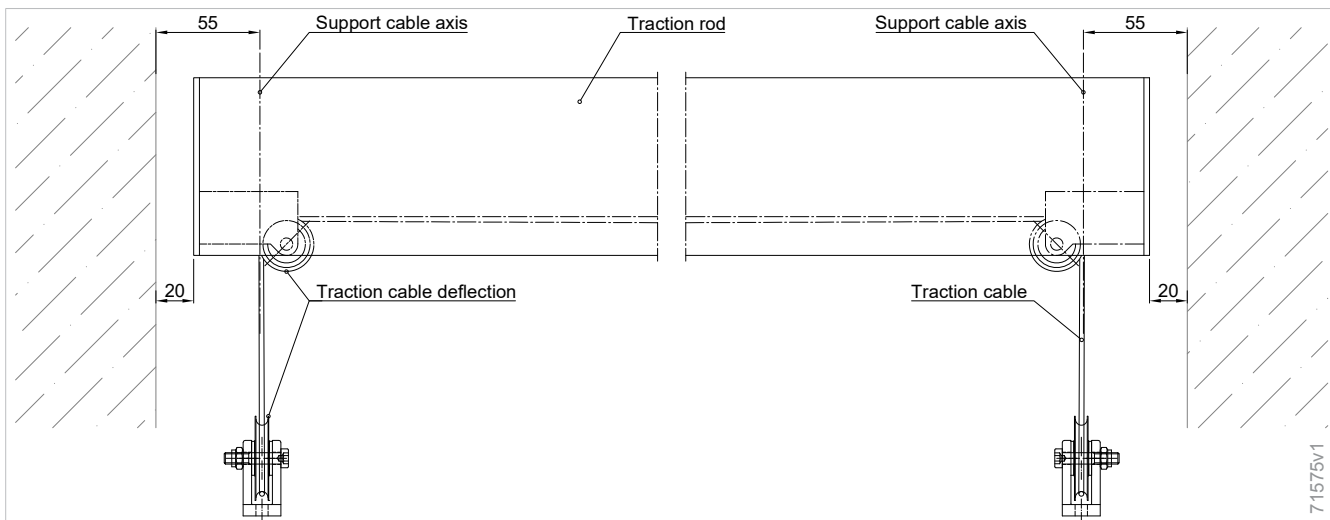 55
Support cable axis
Traction rod
Support cable axis
55
20
Traction cable deflection
Traction cable
20
71575v1